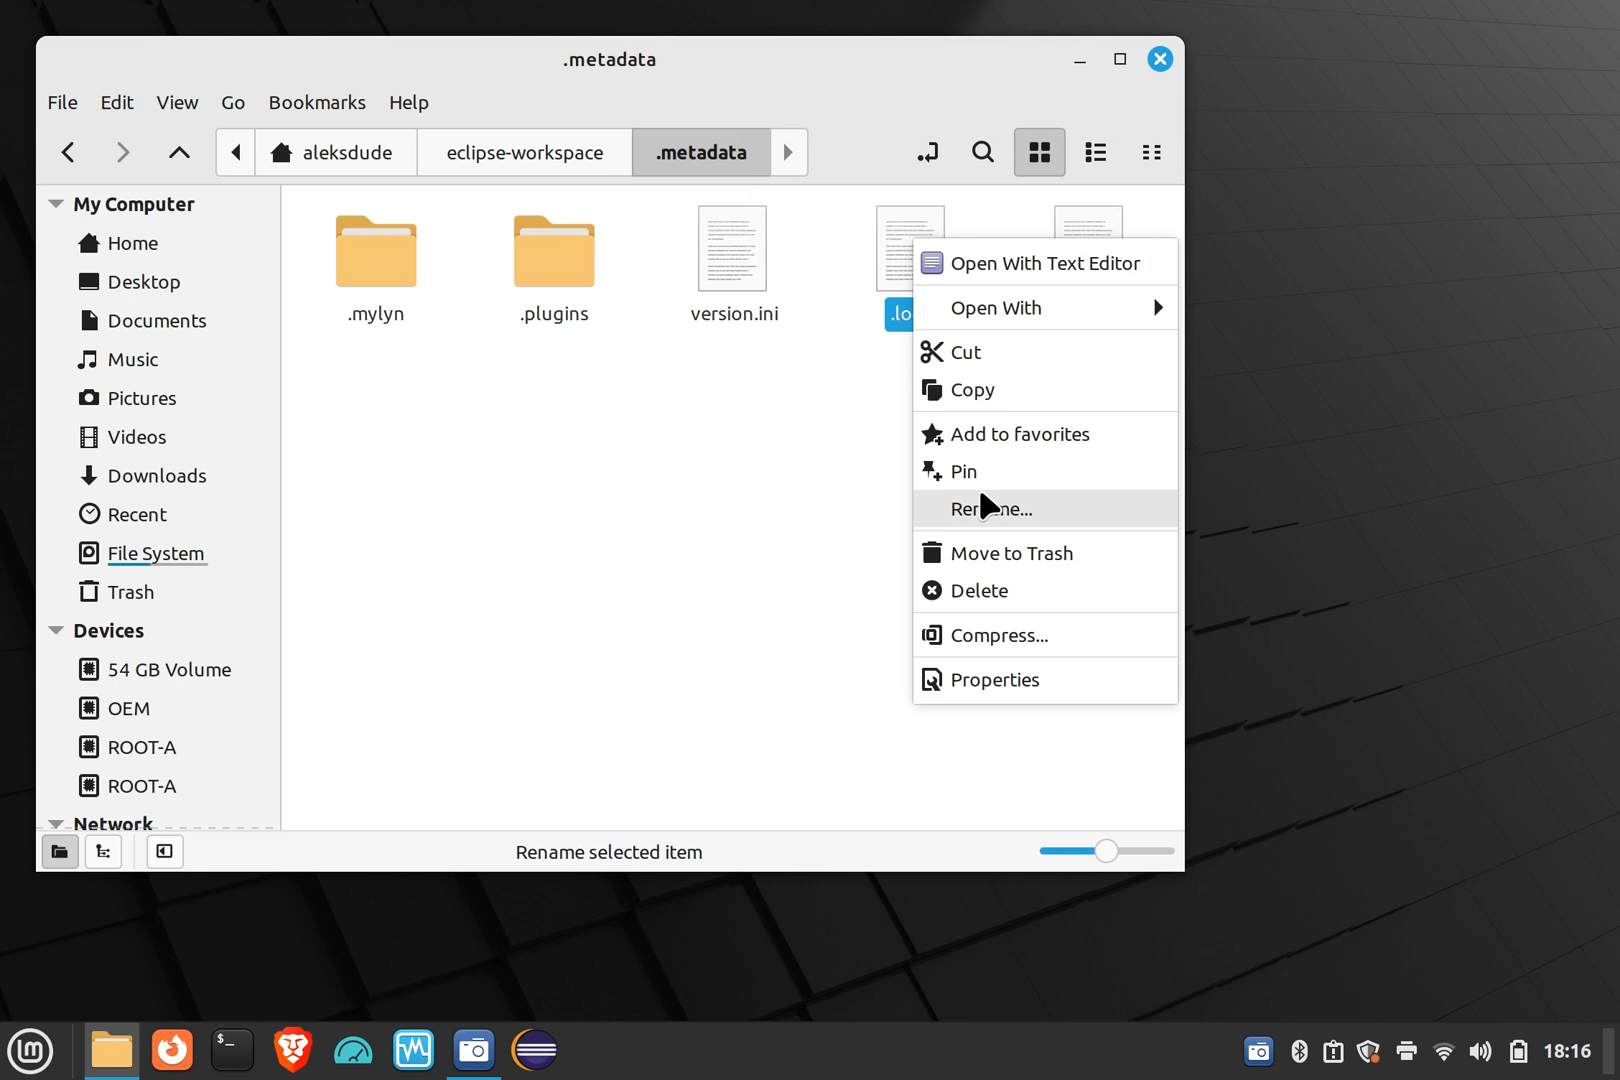 .metadata
File Edit View Go Bookmarks Help
aleksdude eclipse-workspace .metadata
My Computer
Home
Desktop
Documents
Music
Pictures
Videos
Downloads
Recent
File System
Trash
Devices
54 GB Volume
OEM
ROOT-A
ROOT-A
Network
.mylyn .plugins version.ini
Open With Text Editor
Open With
Cut
Copy
Add to favorites
Pin
Move to Trash
Delete
Compress...
Properties
Rename selected item
$_
18:16